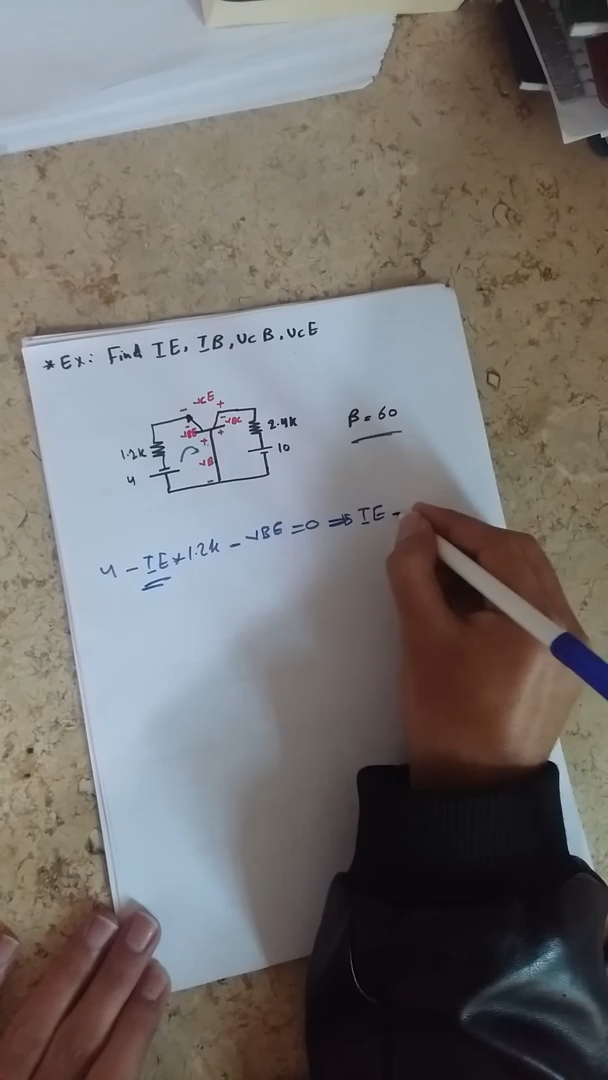 *Ex: Find IE, IB, VCB, VCE
VCE
- +
- VBE - VBC
+ +
1.2k 2.4k β = 60
4 VB 10
-
4 - IE * 1.2k - VBE = 0 ⇒ IE -